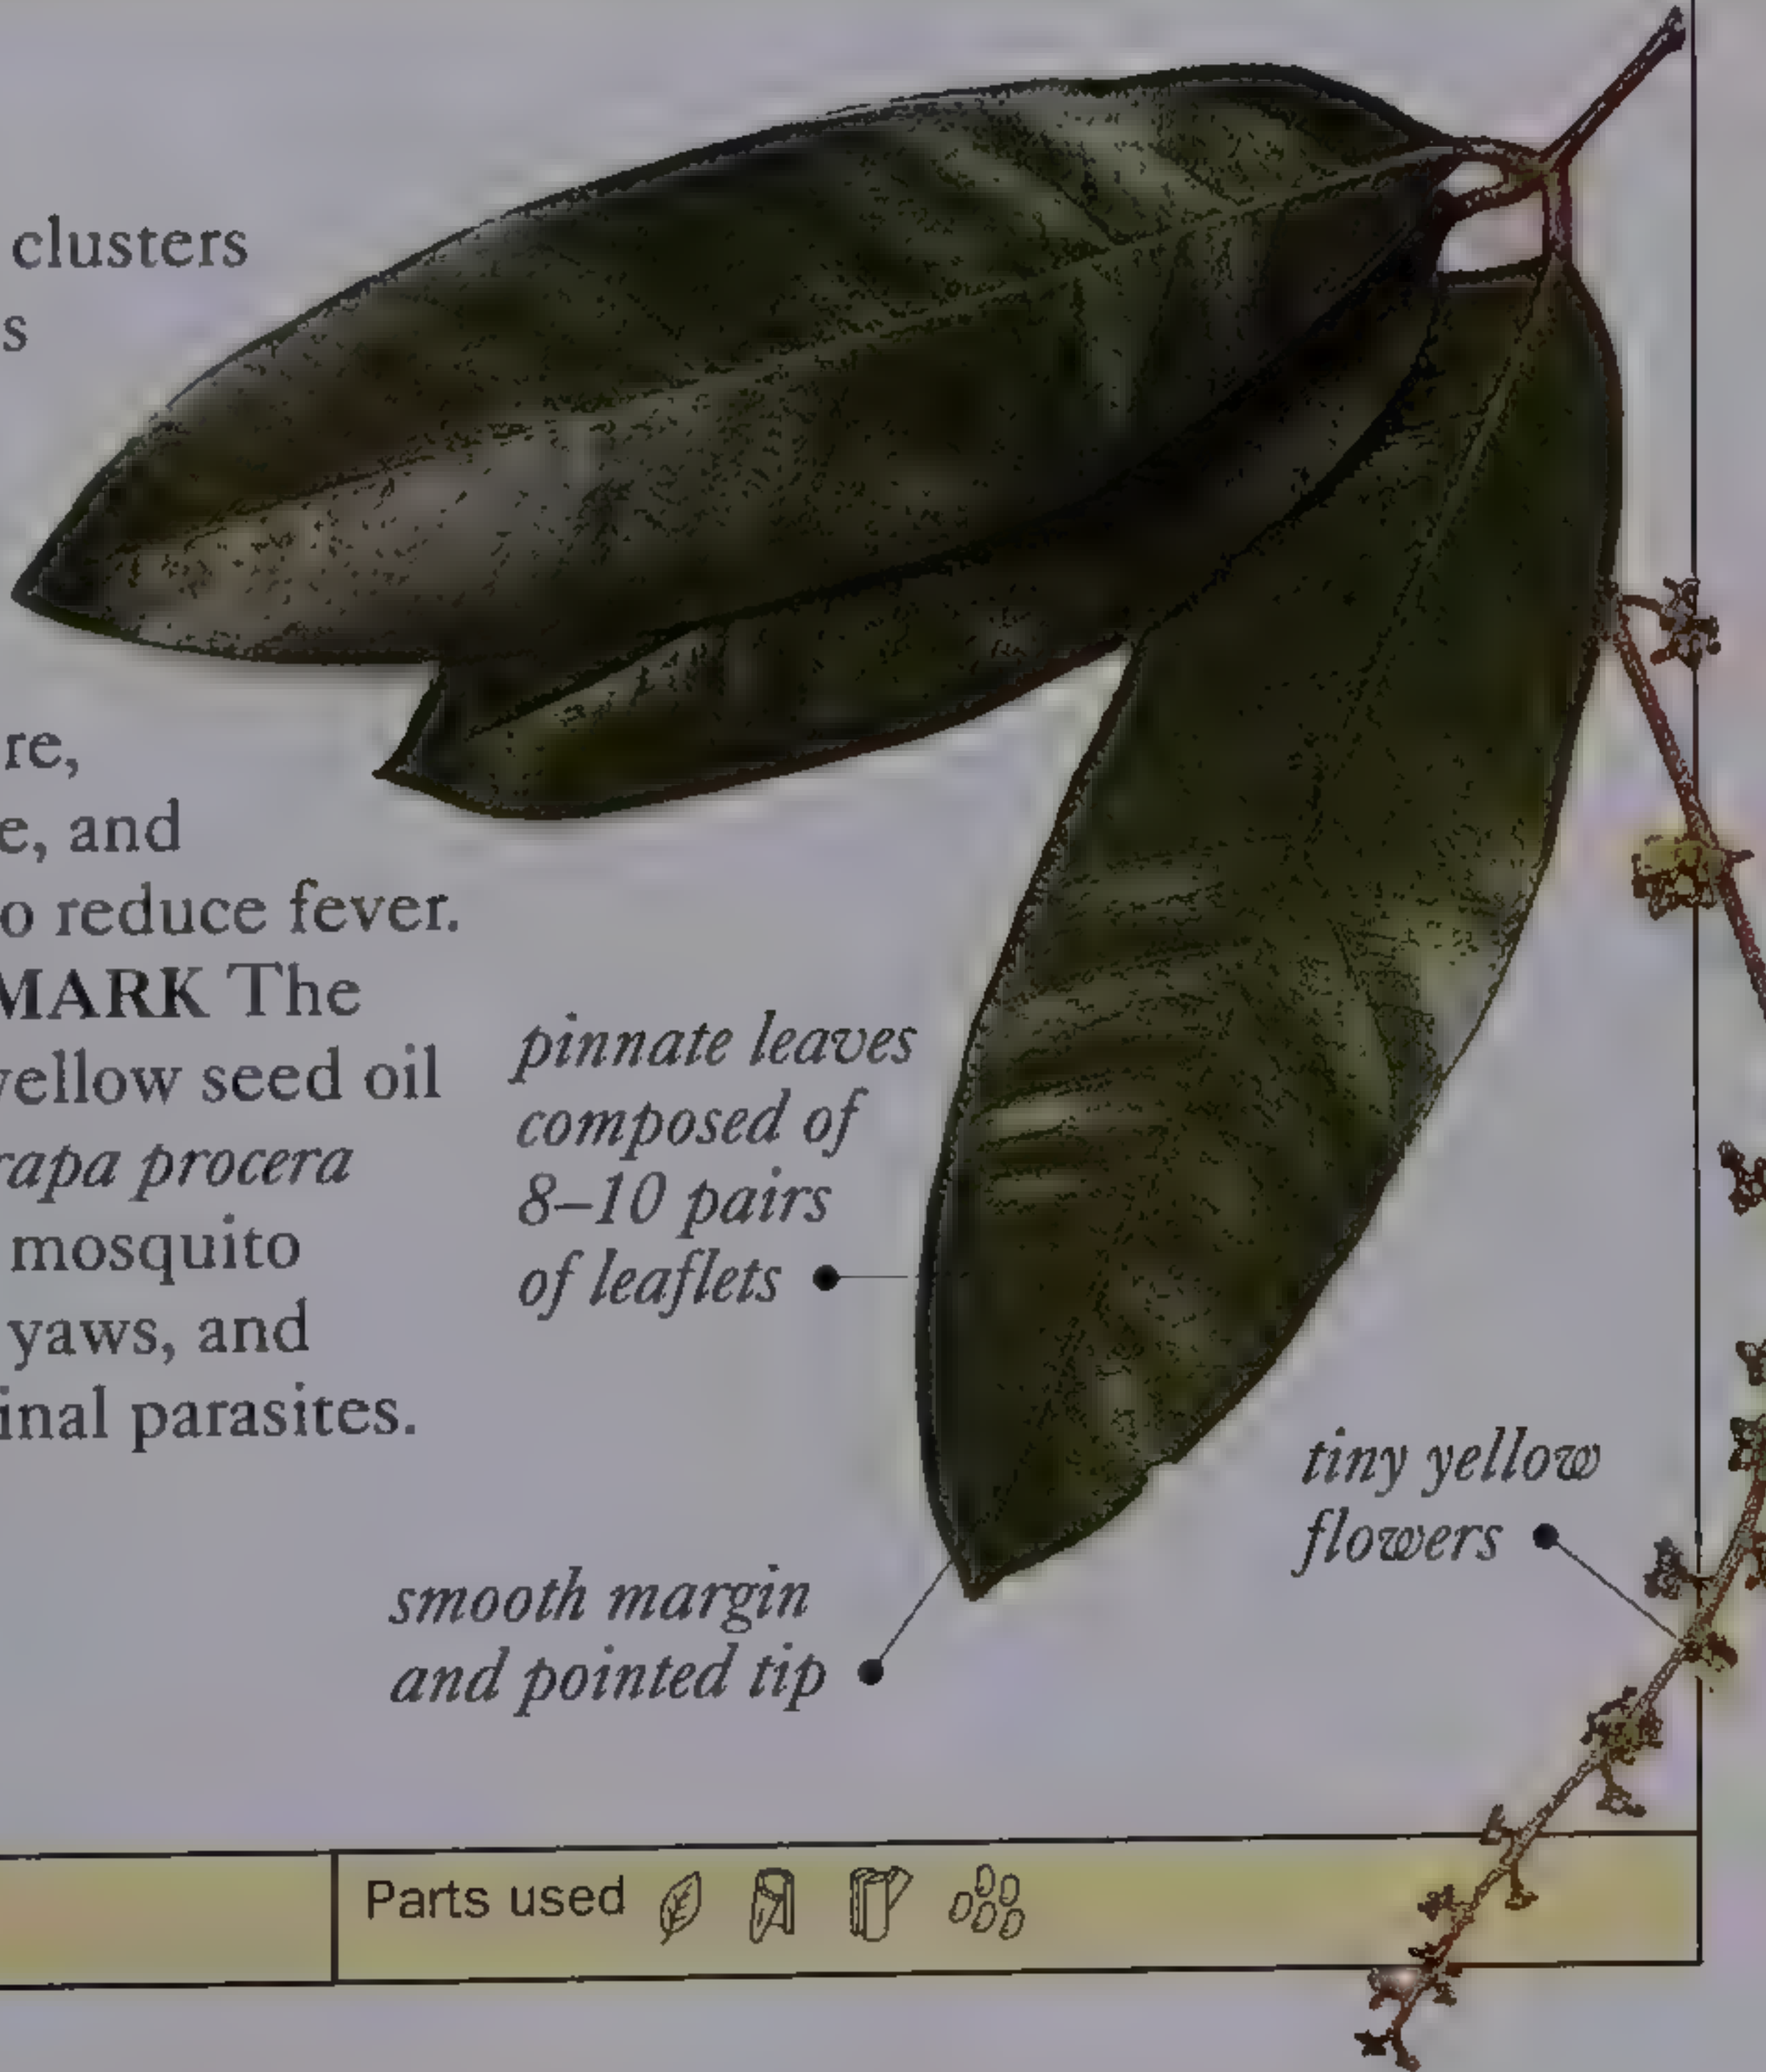 clusters
s
re,
e, and
o reduce fever.
MARK The
yellow seed oil
rapa procera
mosquito
yaws, and
inal parasites.
pinnate leaves
composed of
8–10 pairs
of leaflets
tiny yellow
flowers
smooth margin
and pointed tip
Parts used